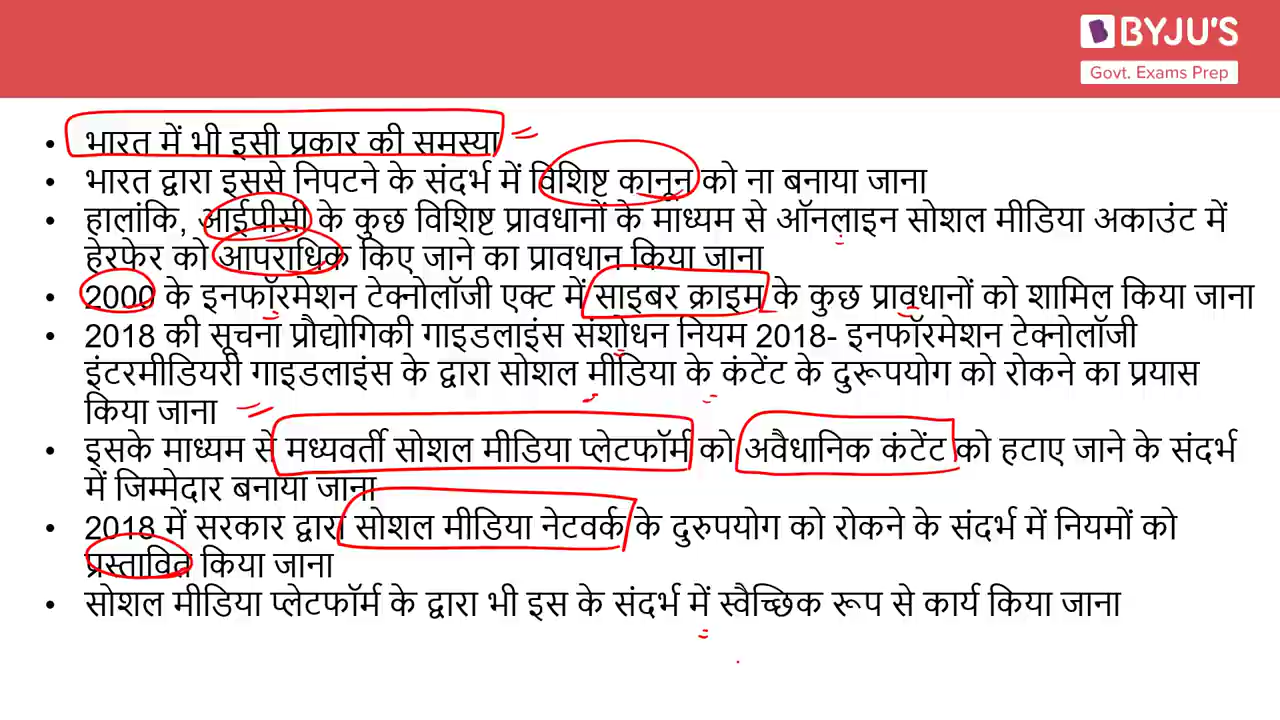 BYJU'S
Govt. Exams Prep
• भारत में भी इसी प्रकार की समस्या
• भारत द्वारा इससे निपटने के संदर्भ में विशिष्ट कानून को ना बनाया जाना
• हालांकि, आईपीसी के कुछ विशिष्ट प्रावधानों के माध्यम से ऑनलाइन सोशल मीडिया अकाउंट में
हेरफेर को आपराधिक किए जाने का प्रावधान किया जाना
• 2000 के इनफॉरमेशन टेक्नोलॉजी एक्ट में साइबर क्राइम के कुछ प्रावधानों को शामिल किया जाना
• 2018 की सूचना प्रौद्योगिकी गाइडलाइंस संशोधन नियम 2018- इनफॉरमेशन टेक्नोलॉजी
इंटरमीडियरी गाइडलाइंस के द्वारा सोशल मीडिया के कंटेंट के दुरूपयोग को रोकने का प्रयास
किया जाना
• इसके माध्यम से मध्यवर्ती सोशल मीडिया प्लेटफॉर्म को अवैधानिक कंटेंट को हटाए जाने के संदर्भ
में जिम्मेदार बनाया जाना
• 2018 में सरकार द्वारा सोशल मीडिया नेटवर्क के दुरुपयोग को रोकने के संदर्भ में नियमों को
प्रस्तावित किया जाना
• सोशल मीडिया प्लेटफॉर्म के द्वारा भी इस के संदर्भ में स्वैच्छिक रूप से कार्य किया जाना